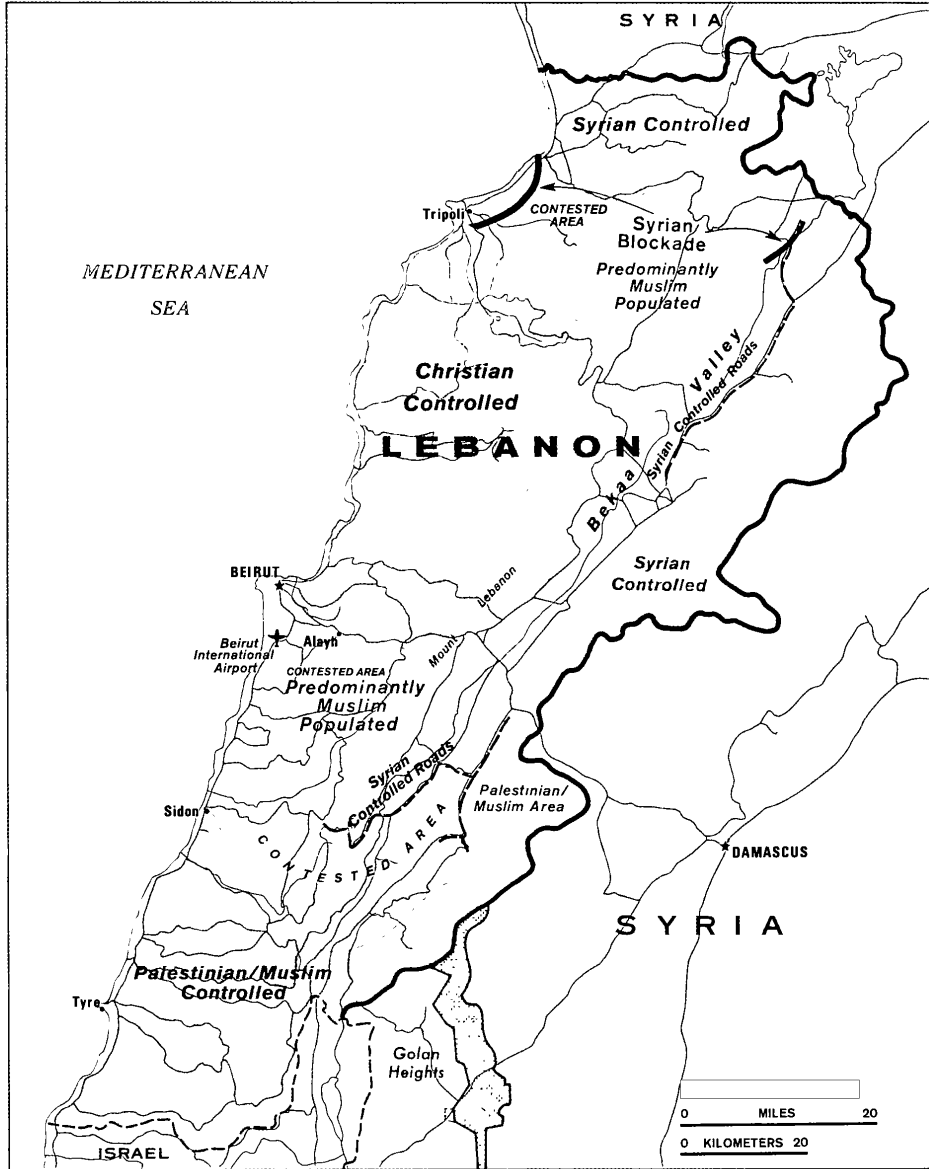 SYRIA
Syrian Controlled
Tripoli
CONTESTED
AREA
Syrian
Blockade
MEDITERRANEAN
SEA
Predominantly
Muslim
Populated
Valley
Christian
Controlled
Syrian Controlled Roads
LEBANON
Bekaa
BEIRUT
Syrian
Controlled
Lebanon
Mount
Beirut
International
Airport
Alayh
CONTESTED AREA
Predominantly
Muslim
Populated
Syrian
Controlled Roads
Palestinian/
Muslim Area
Sidon
CONTESTED AREA
DAMASCUS
SYRIA
Palestinian/Muslim
Controlled
Tyre
Golan
Heights
0 MILES 20
0 KILOMETERS 20
ISRAEL